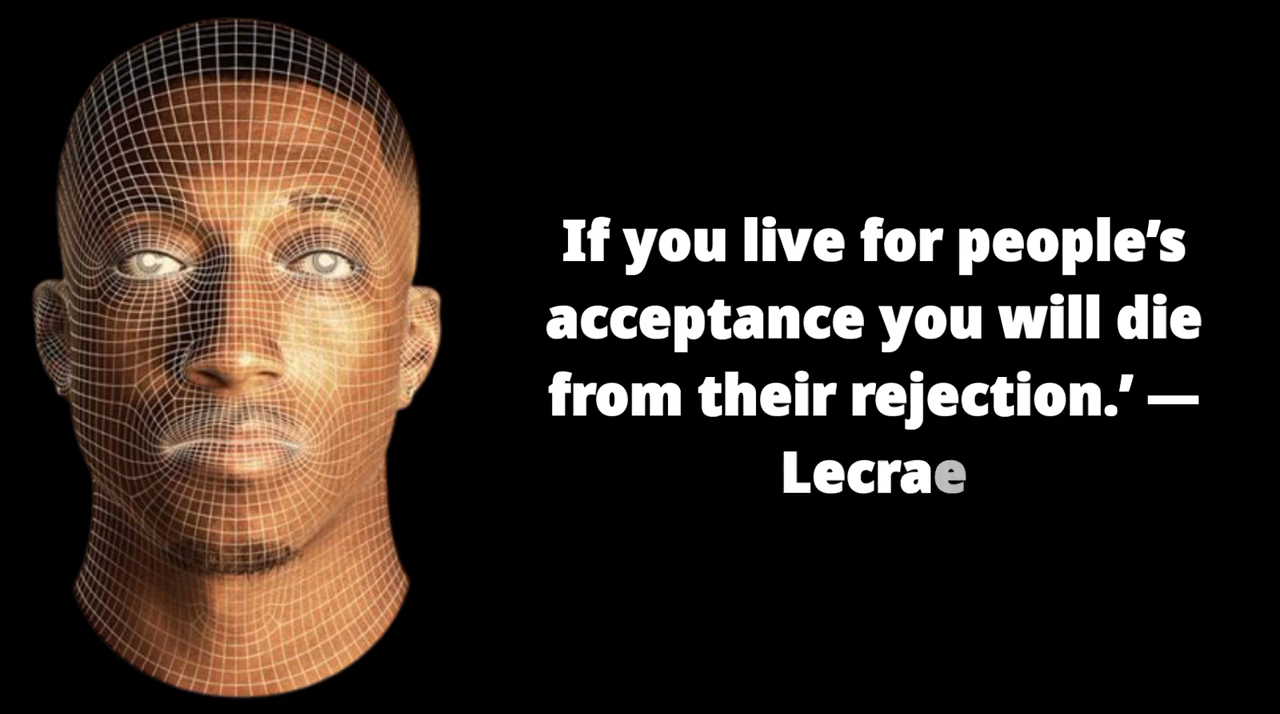 If you live for people’s
acceptance you will die
from their rejection.’ —
Lecrae